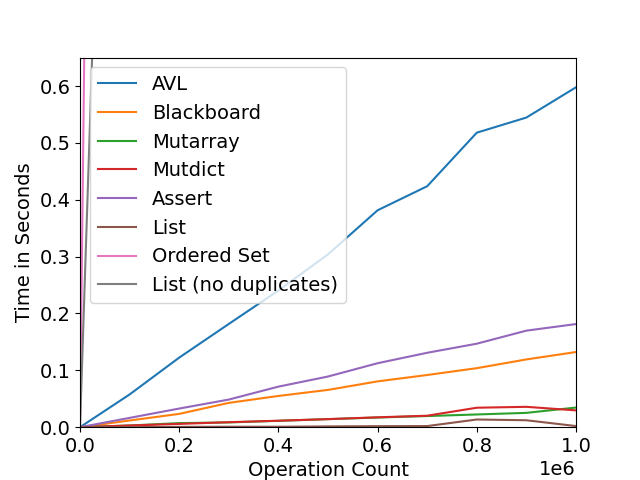 0.6
0.5
0.4
0.3
0.2
0.1
0.0
Time in Seconds
AVL
Blackboard
Mutarray
Mutdict
Assert
List
Ordered Set
List (no duplicates)
0.0 0.2 0.4 0.6 0.8 1.0
Operation Count
1e6